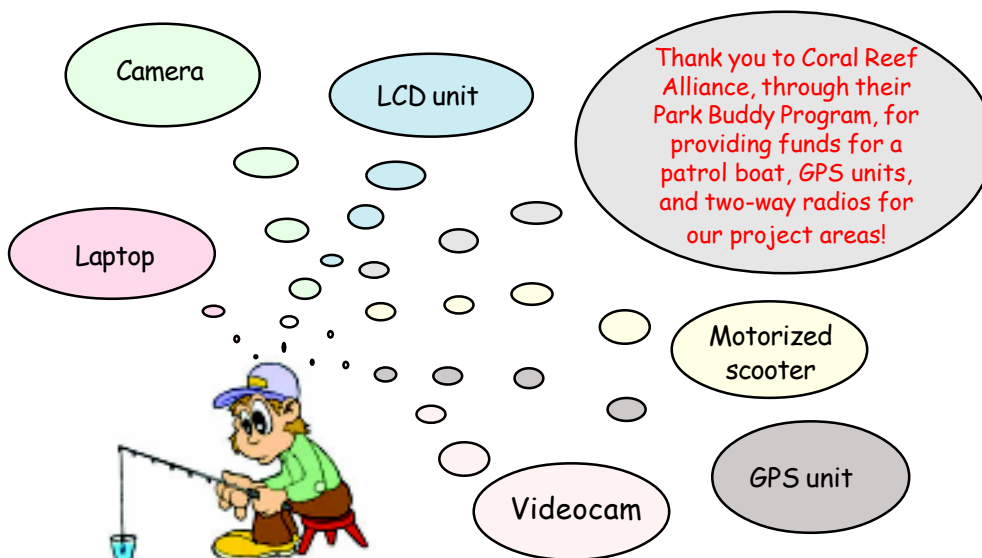 Camera
LCD unit
Thank you to Coral Reef
Alliance, through their
Park Buddy Program, for
providing funds for a
patrol boat, GPS units,
and two-way radios for
our project areas!
Laptop
Motorized
scooter
GPS unit
Videocam